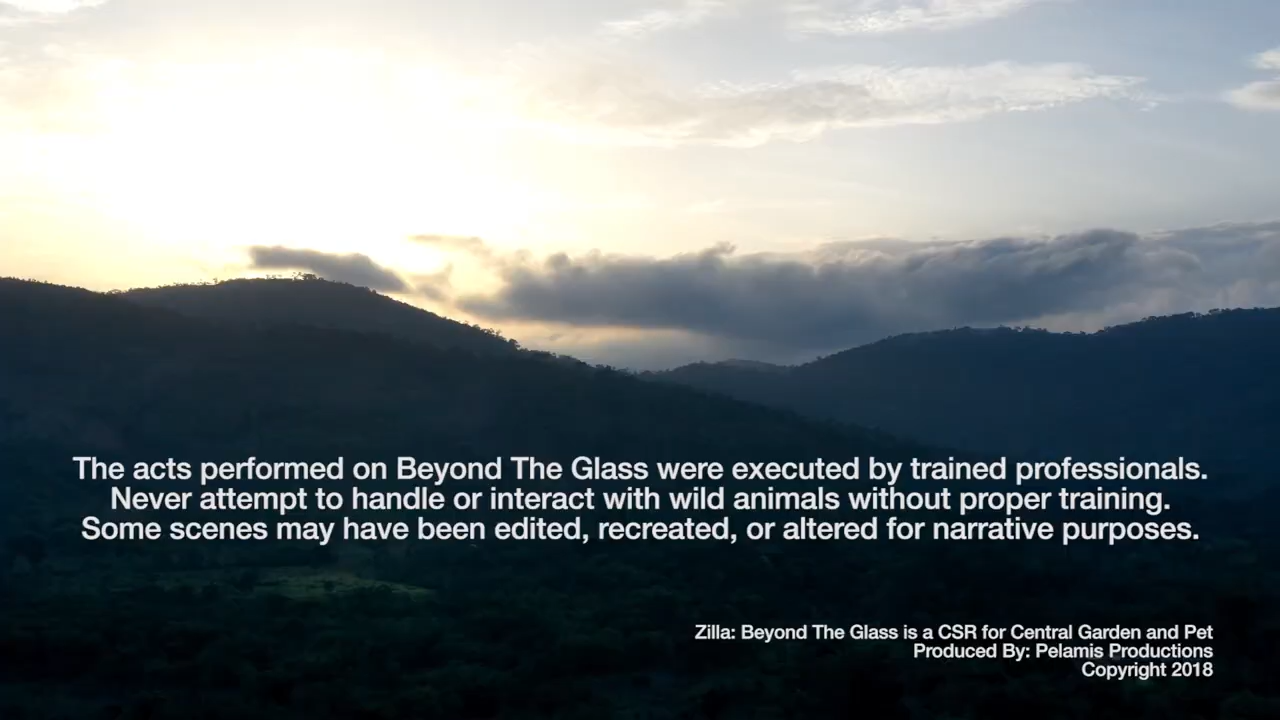 The acts performed on Beyond The Glass were executed by trained professionals.
Never attempt to handle or interact with wild animals without proper training.
Some scenes may have been edited, recreated, or altered for narrative purposes.
Zilla: Beyond The Glass is a CSR for Central Garden and Pet
Produced By: Pelamis Productions
Copyright 2018